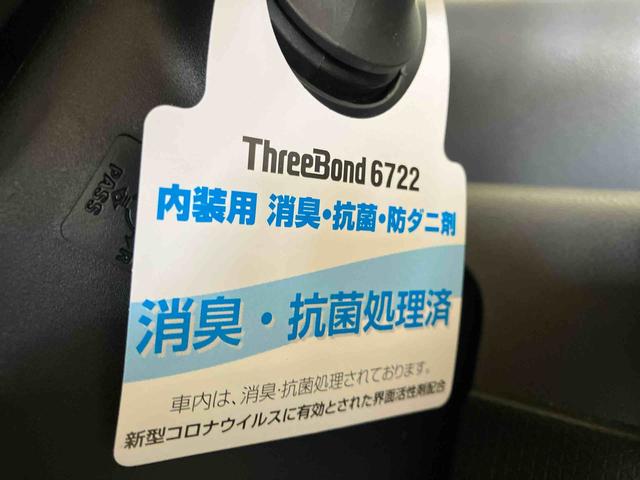 ThreeBond 6722
内装用 消臭・抗菌・防ダニ剤
消臭・抗菌処理済
車内は、消臭・抗菌処理されております。
新型コロナウイルスに有効とされた界面活性剤配合
PASS